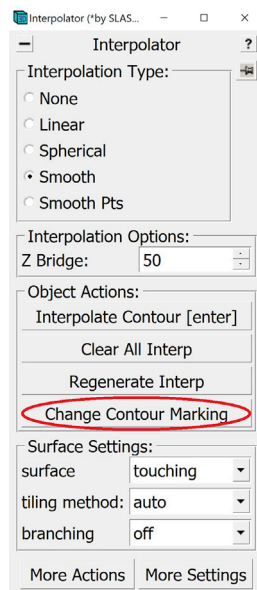 Interpolator (*by SLAS...
Interpolator ?
Interpolation Type:
None
Linear
Spherical
Smooth
Smooth Pts
Interpolation Options:
Z Bridge: 50
Object Actions:
Interpolate Contour [enter]
Clear All Interp
Regenerate Interp
Change Contour Marking
Surface Settings:
surface touching
tiling method: auto
branching off
More Actions More Settings